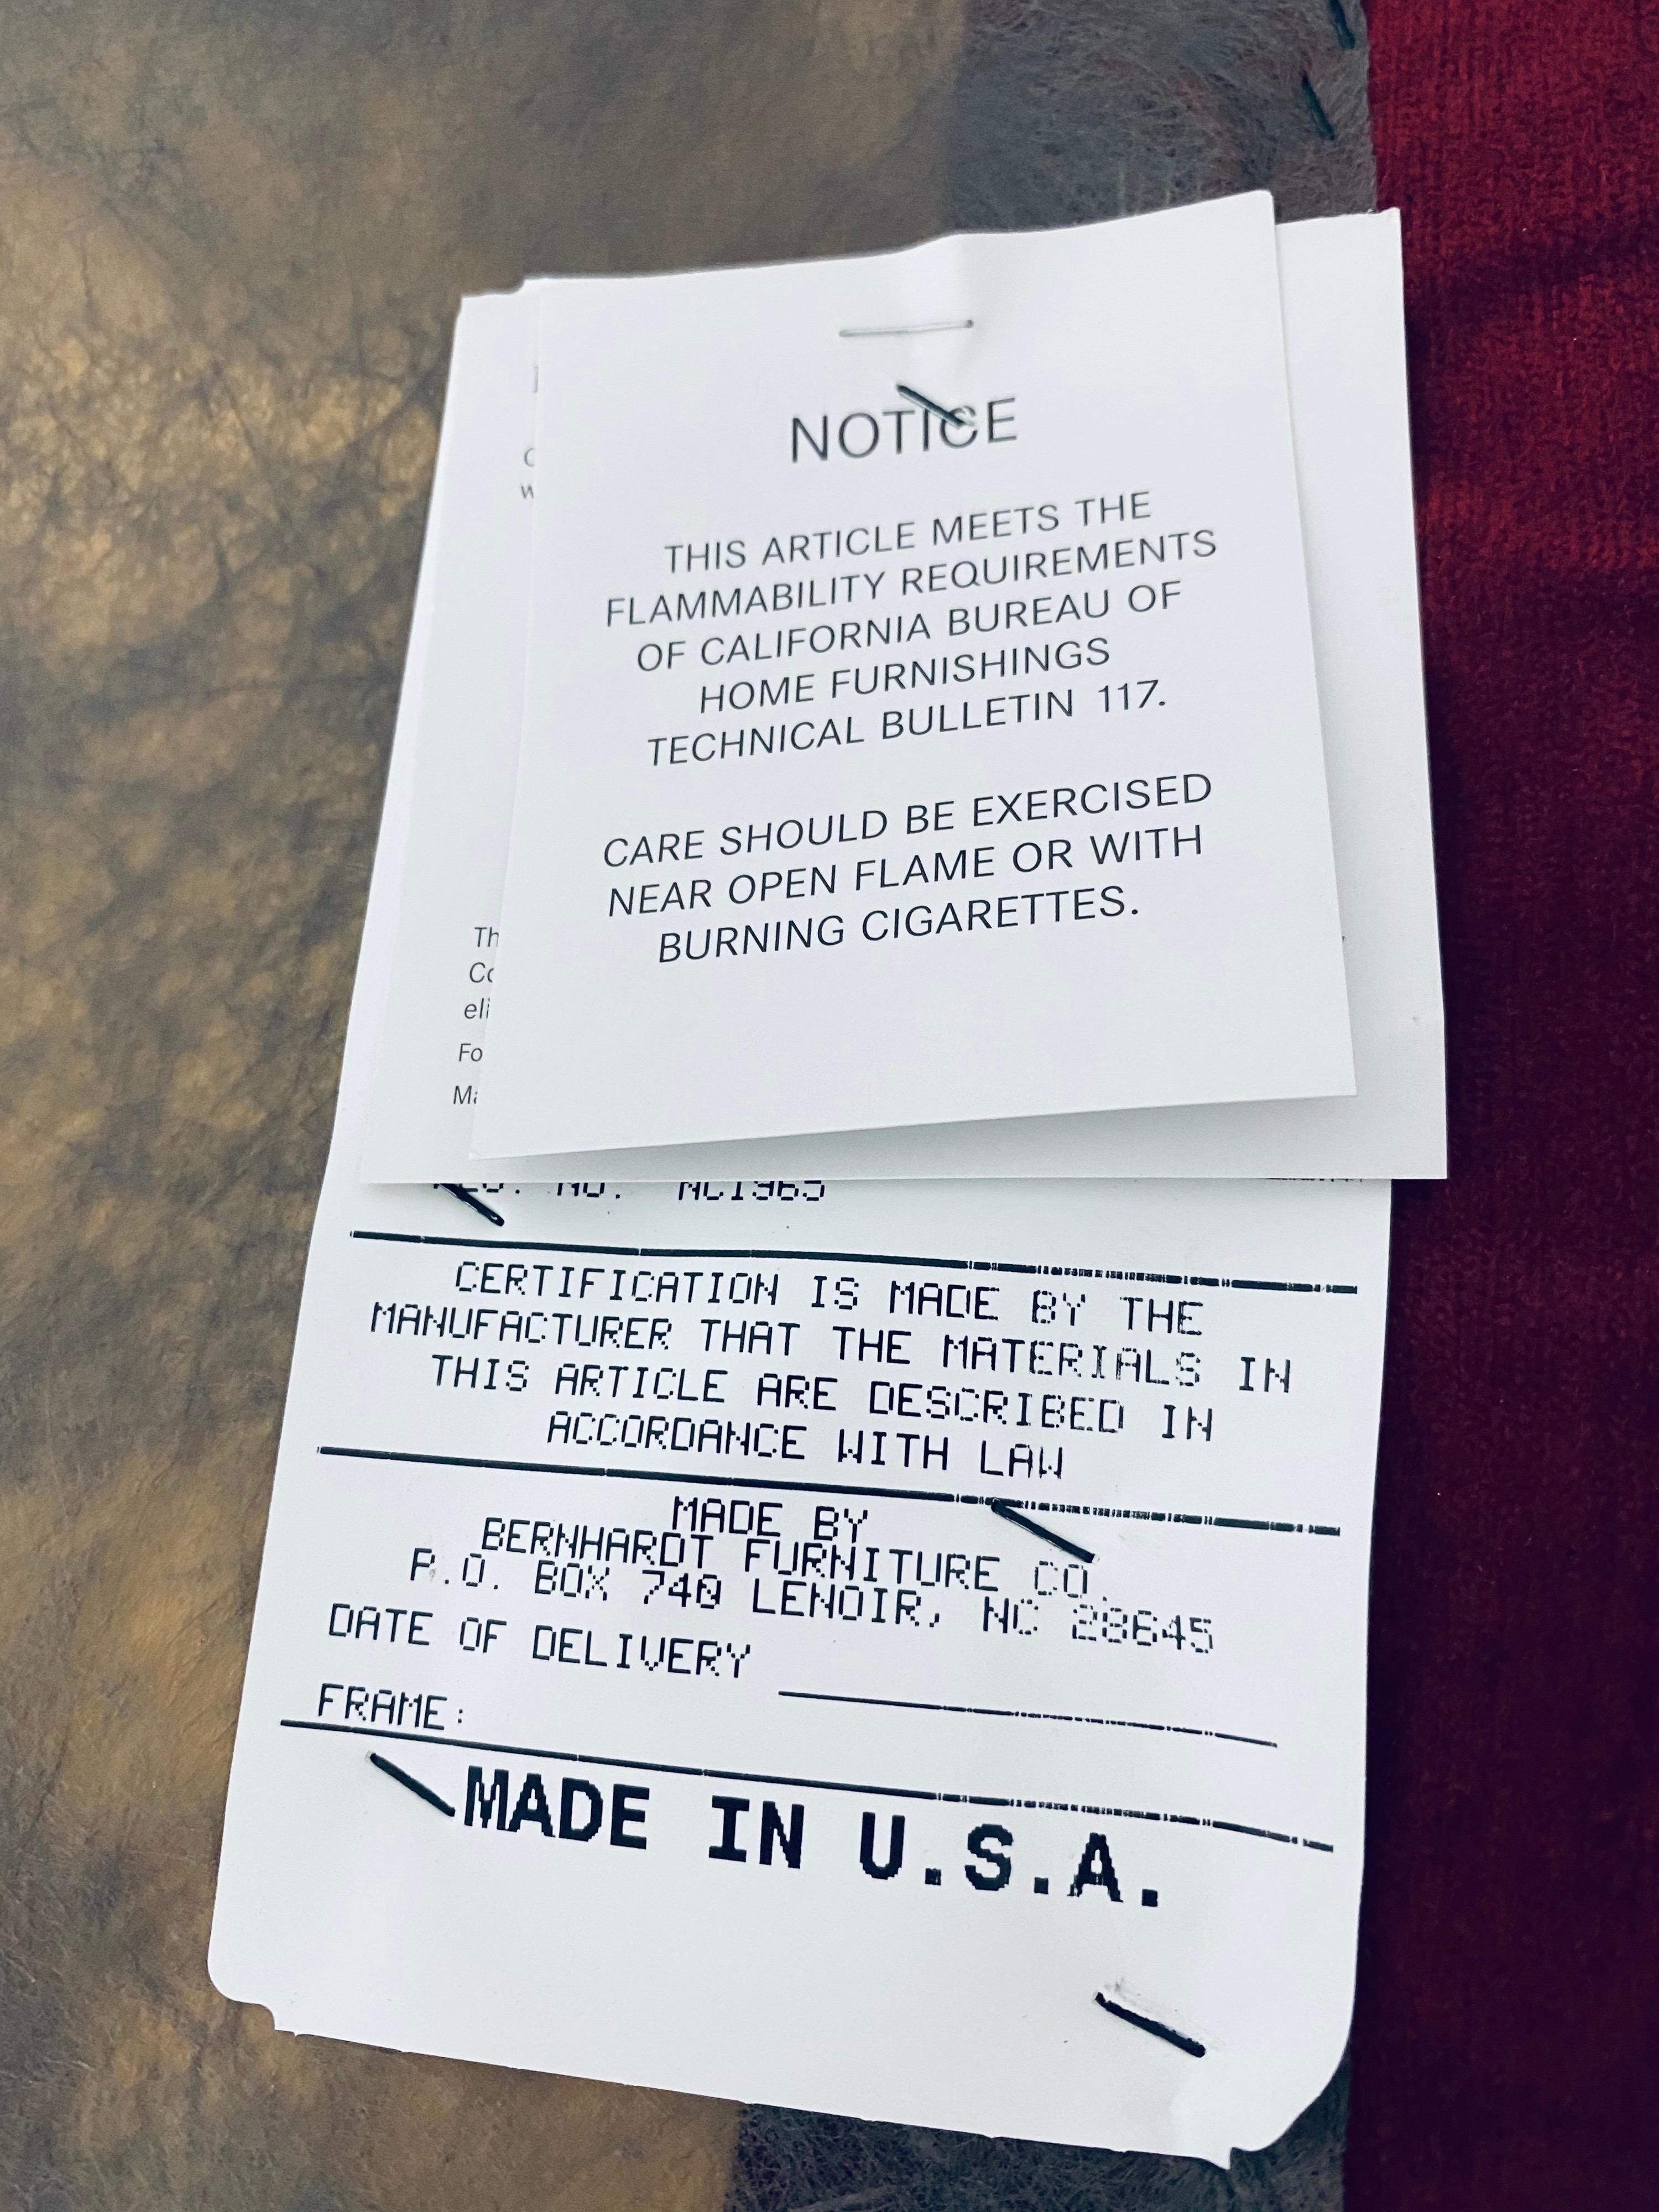 NOTICE
THIS ARTICLE MEETS THE
FLAMMABILITY REQUIREMENTS
OF CALIFORNIA BUREAU OF
HOME FURNISHINGS
TECHNICAL BULLETIN 117.
CARE SHOULD BE EXERCISED
NEAR OPEN FLAME OR WITH
BURNING CIGARETTES.
NO. NC1965
CERTIFICATION IS MADE BY THE
MANUFACTURER THAT THE MATERIALS IN
THIS ARTICLE ARE DESCRIBED IN
ACCORDANCE WITH LAW
MADE BY
BERNHARDT FURNITURE CO.
P.O. BOX 740 LENOIR, NC 28645
DATE OF DELIVERY
FRAME:
MADE IN U.S.A.